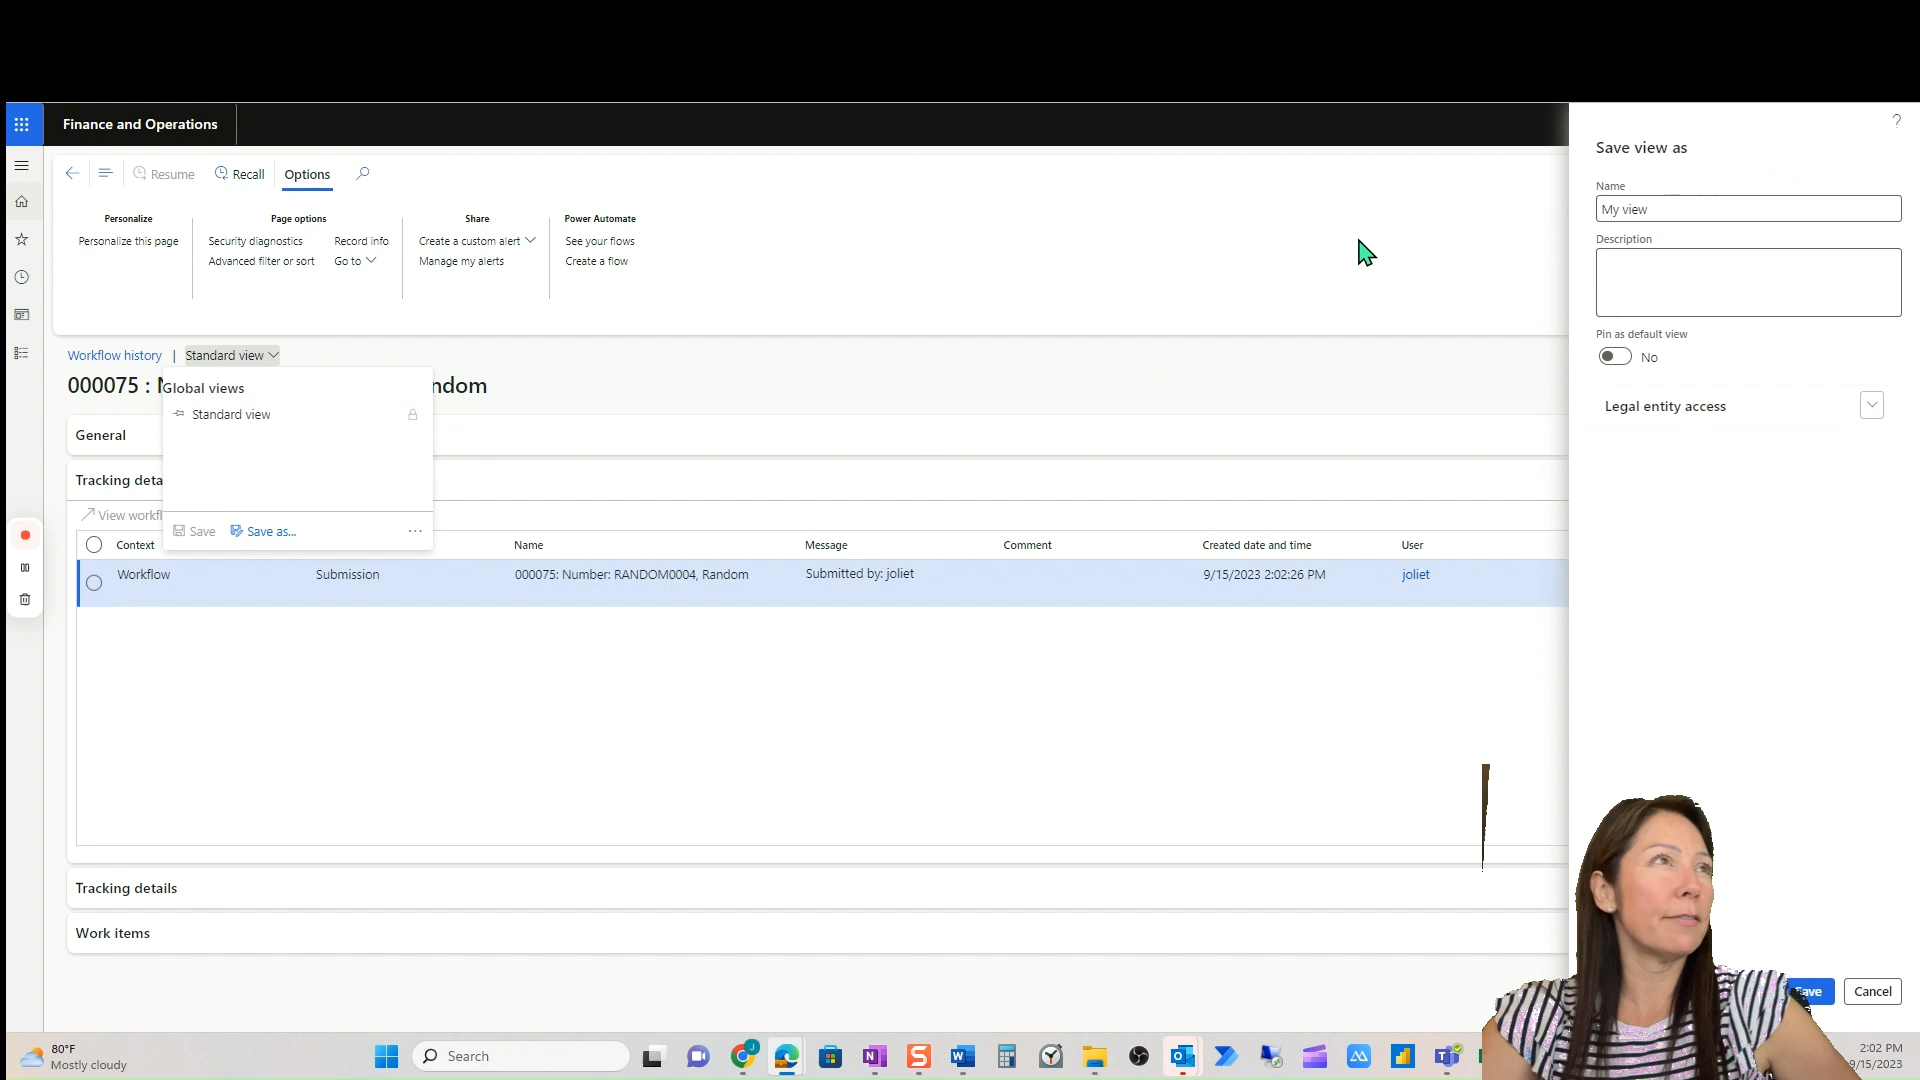 Finance and Operations
?
Save view as
Name
My view
Description
Pin as default view
No
Legal entity access
Resume
Recall
Options
Personalize
Personalize this page
Page options
Security diagnostics
Record info
Advanced filter or sort
Go to
Share
Create a custom alert
Manage my alerts
Power Automate
See your flows
Create a flow
Workflow history | Standard view
000075 :
ndom
Global views
Standard view
Save
Save as...
...
General
Tracking deta
View workfl
Context
Name
Message
Comment
Created date and time
User
Workflow
Submission
000075: Number: RANDOM0004, Random
Submitted by: joliet
9/15/2023 2:02:26 PM
joliet
Tracking details
Work items
Save
Cancel
80°F
Mostly cloudy
Search
2:02 PM
9/15/2023